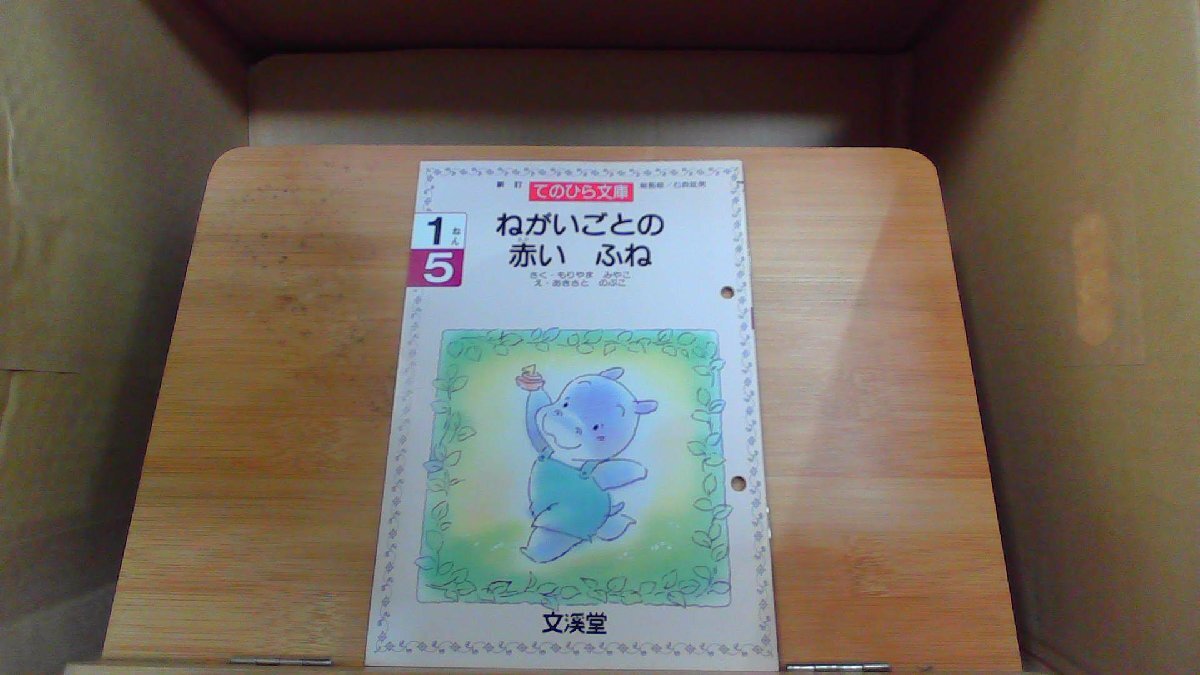 新訂 てのひら文庫
1ねん
5
ねがいごとの
赤い ふね
さく・もりやま みやこ
え・あきさと のぶこ
文溪堂